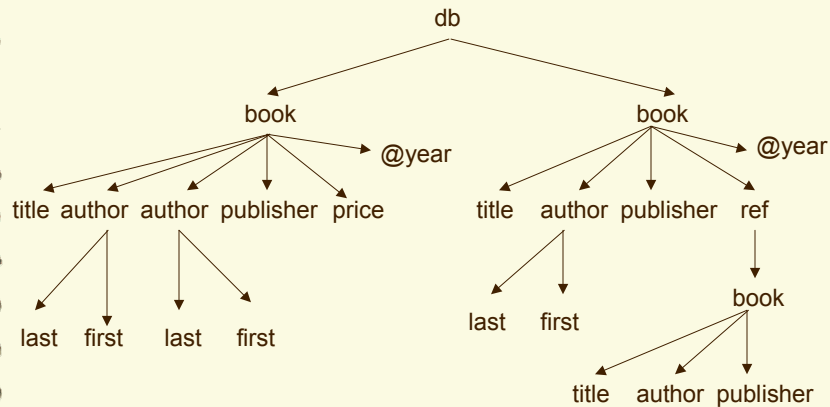 db
book book
@year @year
title author author publisher price title author publisher ref
book
last first last first last first
title author publisher